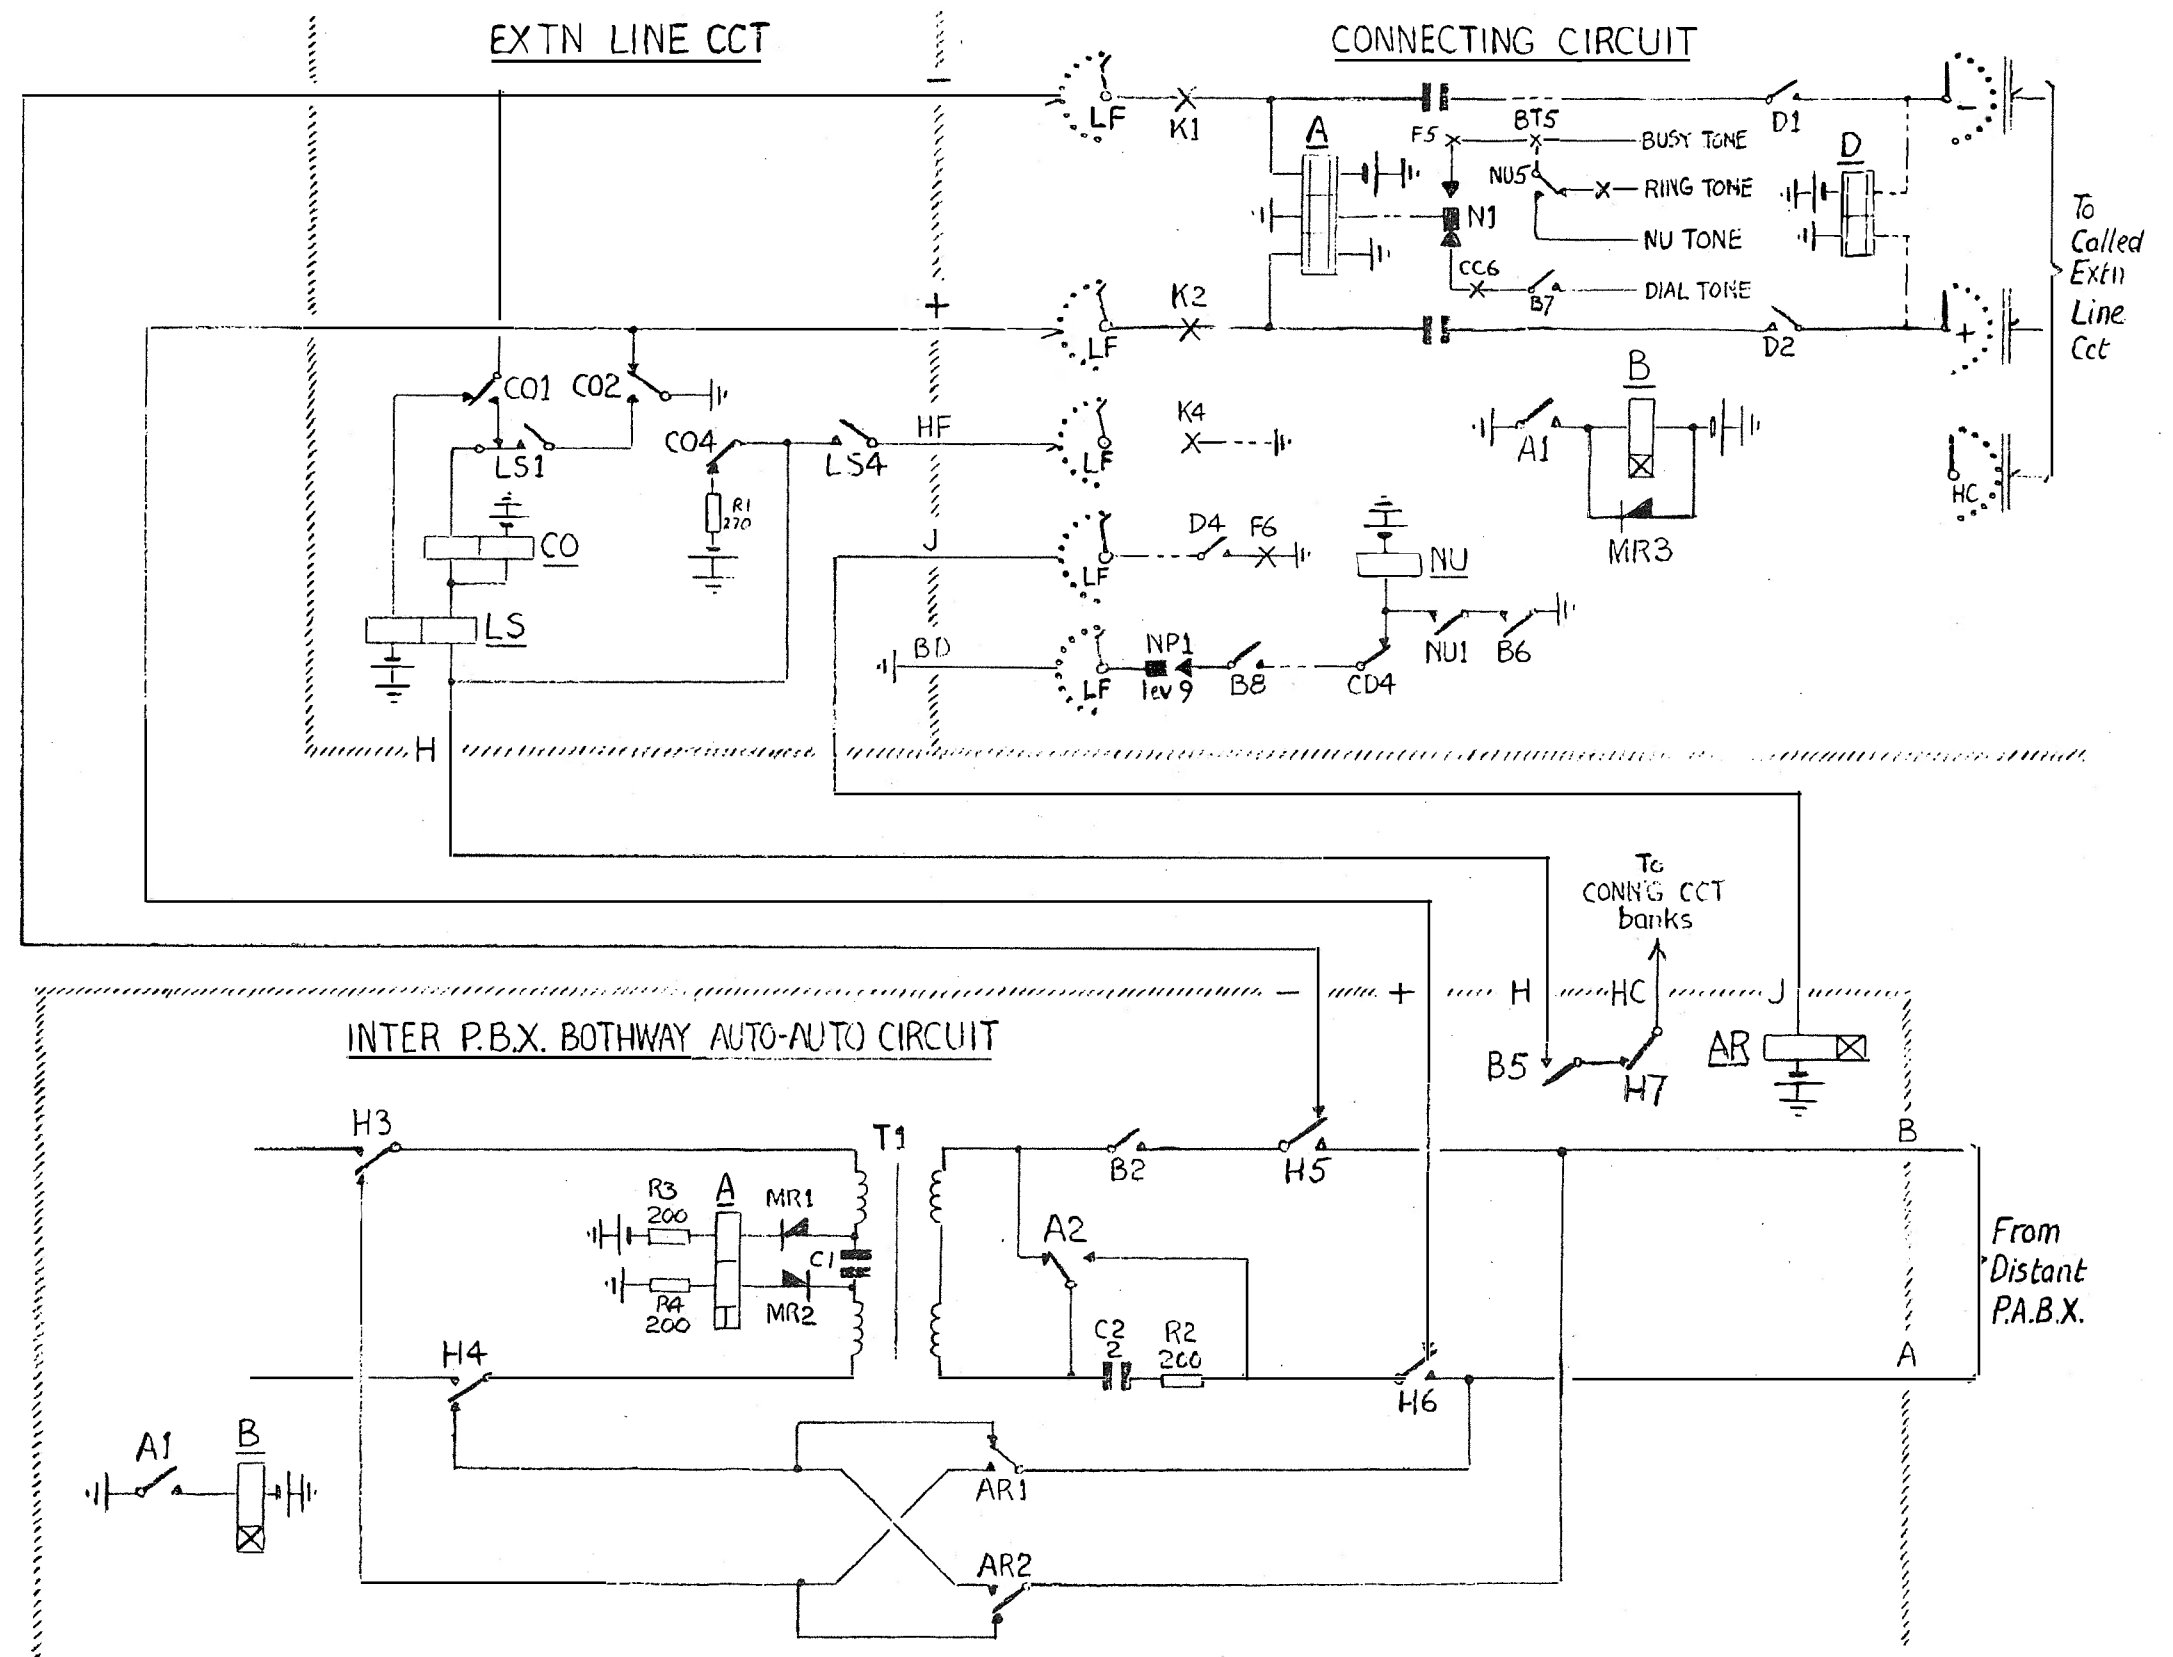 EXTN LINE CCT
CONNECTING CIRCUIT
−
LF
K1
A
F5
BT5
BUSY TONE
D1
D
−
NU5
RING TONE
N1
NU TONE
CC6
B7
DIAL TONE
To
Called
Extn
Line
Cct
+
LF
K2
D2
+
CO1
CO2
CO4
LS1
LS4
HF
LF
K4
A1
B
MR3
HC
R1
270
CO
J
LF
D4
F6
NU
LS
BD
LF
NP1
lev 9
B8
CD4
NU1
B6
H
To
CONN'G CCT
banks
−
+
H
HC
J
INTER P.B.X. BOTHWAY AUTO-AUTO CIRCUIT
B5
H7
AR
H3
T1
B2
H5
B
R3
200
A
MR1
C1
R4
200
MR2
A2
C2
2
R2
200
From
Distant
P.A.B.X.
H4
H6
A
A1
B
AR1
AR2